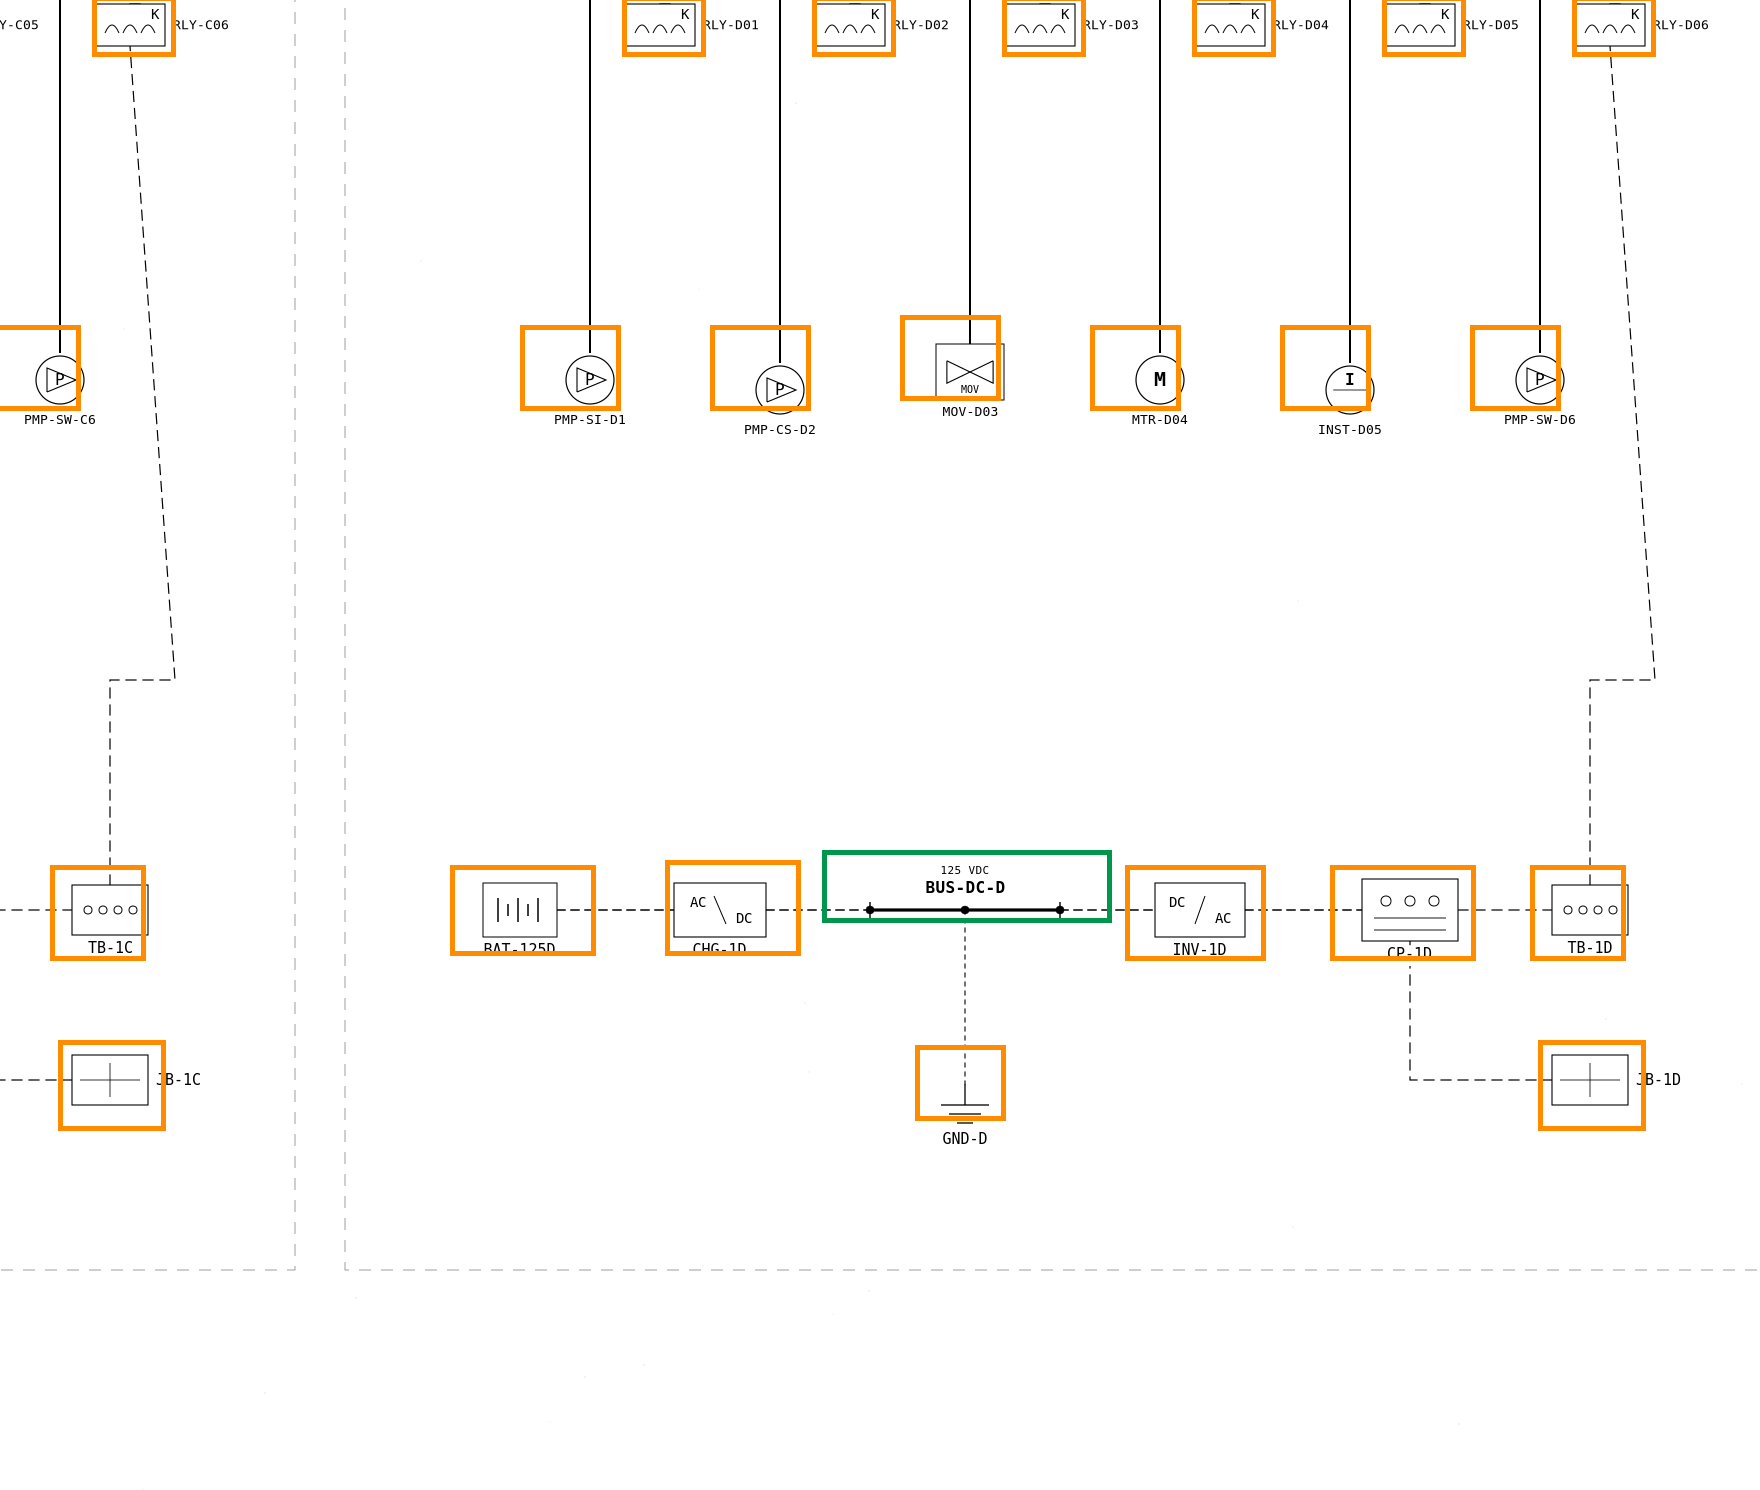 K K K K K K K
Y-C05 RLY-C06 RLY-D01 RLY-D02 RLY-D03 RLY-D04 RLY-D05 RLY-D06
P P P MOV M I P
PMP-SW-C6 PMP-SI-D1 PMP-CS-D2 MOV-D03 MTR-D04 INST-D05 PMP-SW-D6
125 VDC
BUS-DC-D
AC DC DC AC
TB-1C BAT-125D CHG-1D INV-1D CP-1D TB-1D
JB-1C JB-1D
GND-D